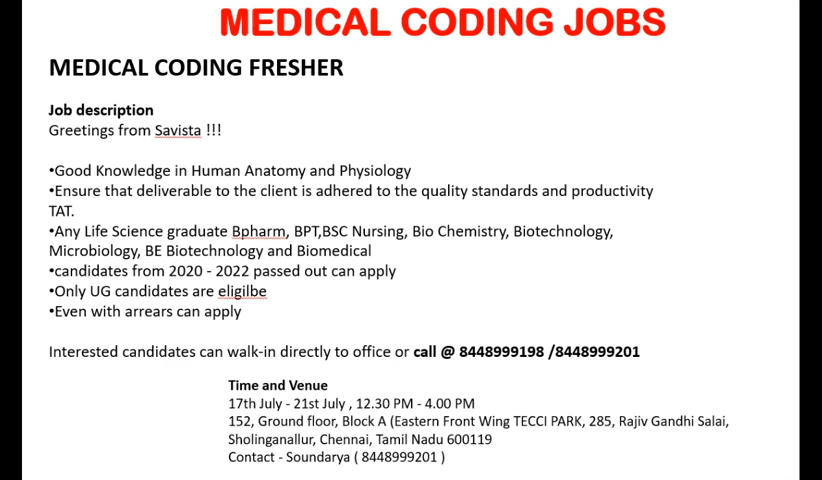 MEDICAL CODING JOBS
MEDICAL CODING FRESHER
Job description
Greetings from Savista !!!
•Good Knowledge in Human Anatomy and Physiology
•Ensure that deliverable to the client is adhered to the quality standards and productivity
TAT.
•Any Life Science graduate Bpharm, BPT,BSC Nursing, Bio Chemistry, Biotechnology,
Microbiology, BE Biotechnology and Biomedical
•candidates from 2020 - 2022 passed out can apply
•Only UG candidates are eligilbe
•Even with arrears can apply
Interested candidates can walk-in directly to office or call @ 8448999198 /8448999201
Time and Venue
17th July - 21st July , 12.30 PM - 4.00 PM
152, Ground floor, Block A (Eastern Front Wing TECCI PARK, 285, Rajiv Gandhi Salai,
Sholinganallur, Chennai, Tamil Nadu 600119
Contact - Soundarya ( 8448999201 )